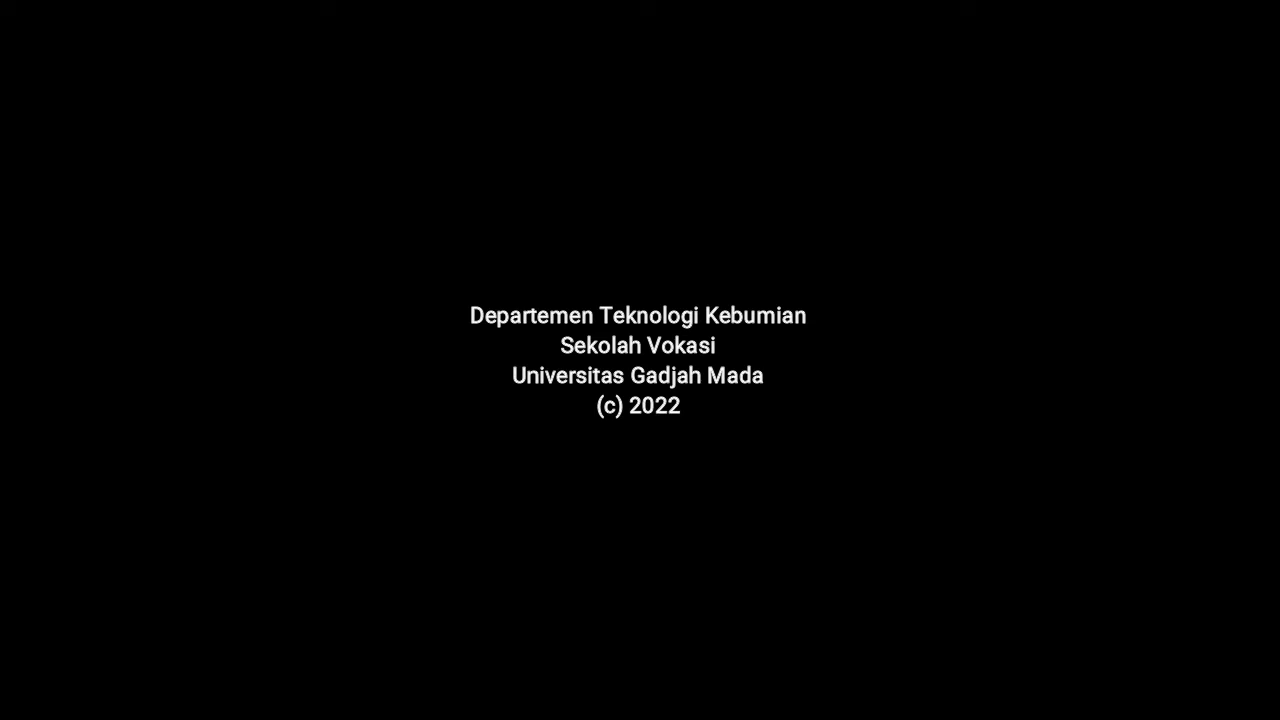 Departemen Teknologi Kebumian
Sekolah Vokasi
Universitas Gadjah Mada
(c) 2022